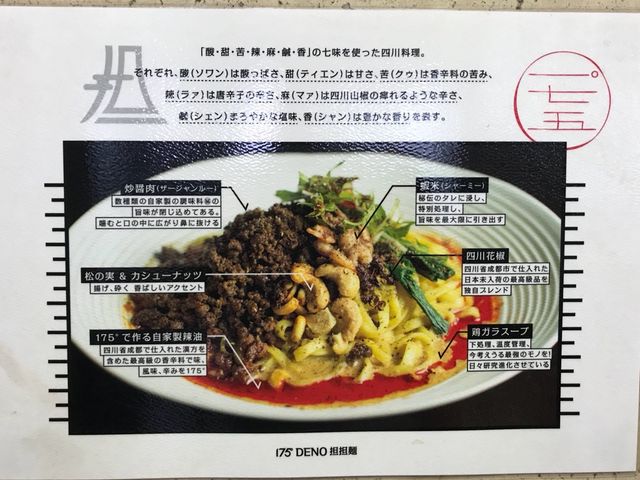 「酸・甜・苦・辣・麻・鹹・香」の七味を使った四川料理。
それぞれ、酸(ソワン)は酸っぱさ、甜(ティエン)は甘さ、苦(クゥ)は香辛料の苦み、
辣(ラァ)は唐辛子の辛さ、麻(マァ)は四川山椒の痺れるような辛さ、
鹹(シェン)まろやかな塩味、香(シャン)は豊かな香りを表す。
一七五°
炸醤肉(ザージャンルー)
数種類の自家製の調味料㊙の
旨味が閉じ込めてある。
噛むと口の中に広がり鼻に抜ける
蝦米(シャーミー)
秘伝のタレに浸し、
特別処理し、
旨味を最大限に引き出す
松の実 & カシューナッツ
揚げ、砕く 香ばしいアクセント
四川花椒
四川省成都市で仕入れた
日本未入荷の最高級品を
独自ブレンド
175°で作る自家製辣油
四川省成都で仕入れた漢方を
含めた最高級の香辛料で味、
風味、辛みを175°
鶏ガラスープ
下処理、温度管理、
今考えうる最強のモノを!
日々研究進化させている
175°DENO 担担麺